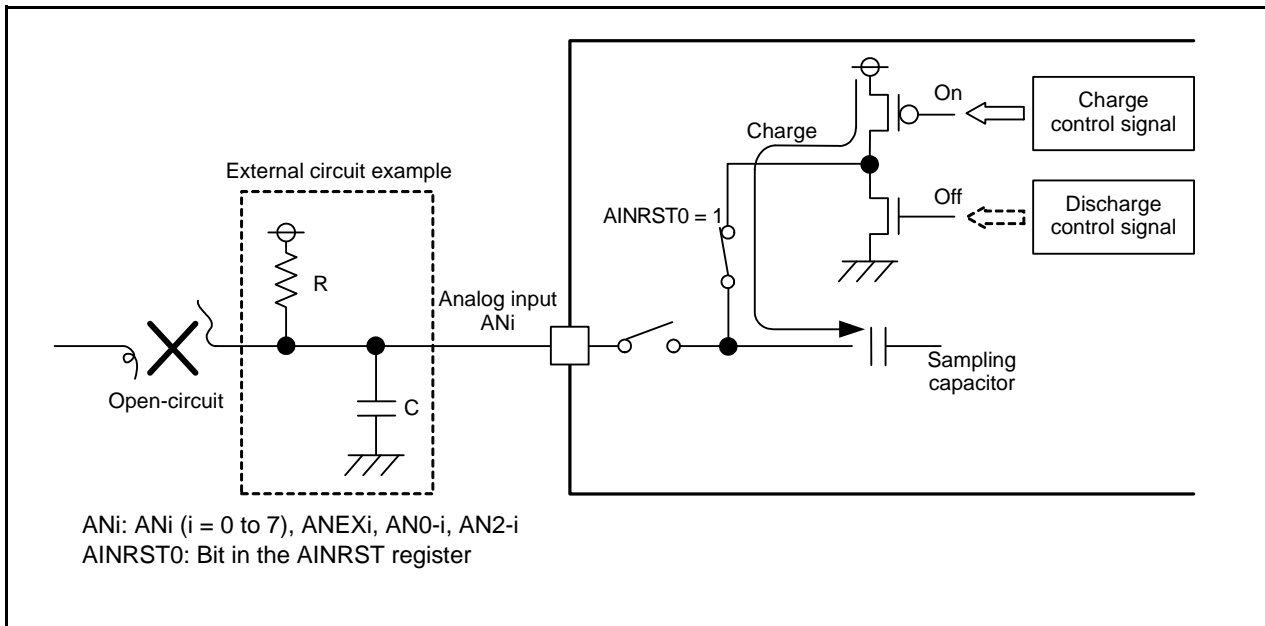 On
Charge
control signal
Charge
External circuit example
Off
Discharge
control signal
AINRST0 = 1
R
Analog input
ANi
Sampling
capacitor
Open-circuit
C
ANi: ANi (i = 0 to 7), ANEXi, AN0-i, AN2-i
AINRST0: Bit in the AINRST register